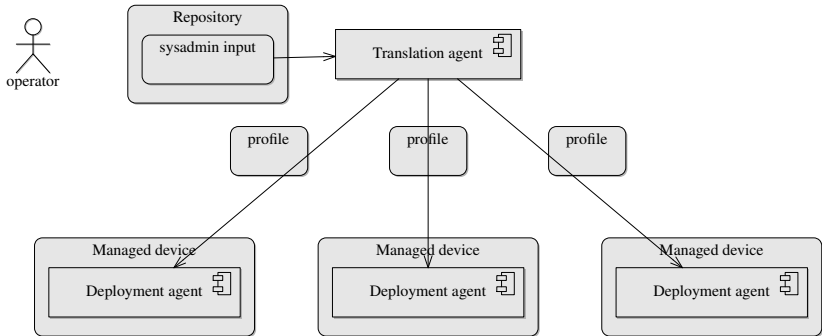 Repository
sysadmin input
Translation agent
operator
profile
profile
profile
Managed device
Managed device
Managed device
Deployment agent
Deployment agent
Deployment agent